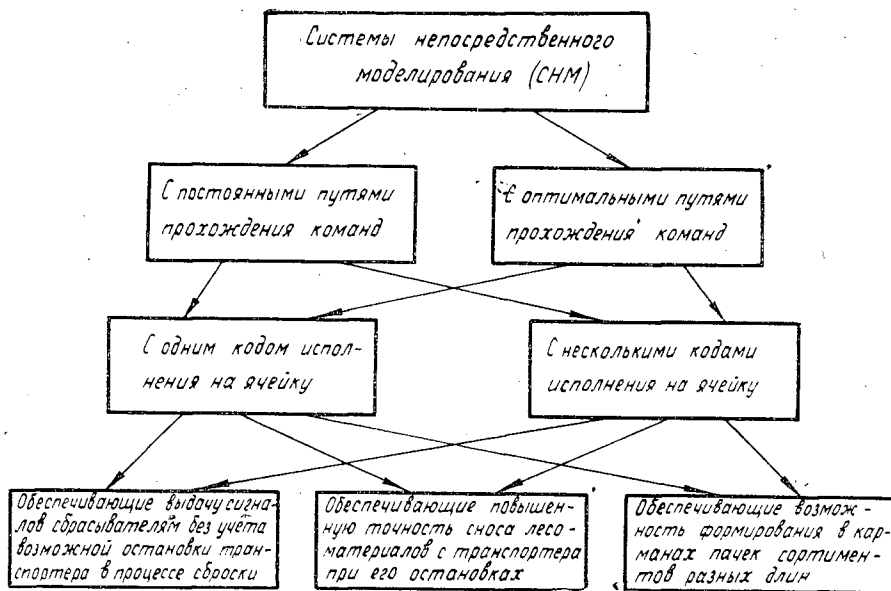 Системы непосредственного
моделирования (СНМ)
С постоянными путями
прохождения команд
С оптимальными путями
прохождения команд
С одним кодом испол-
нения на ячейку
С несколькими кодами
исполнения на ячейку
Обеспечивающие выдачу сигна-
лов сбрасывателям без учёта
возможной остановки тран-
спортера в процессе сброски
Обеспечивающие повышен-
ную точность сноса лесо-
материалов с транспортера
при его остановках
Обеспечивающие возмож-
ность формирования в кар-
манах пачек сортимен-
тов разных длин